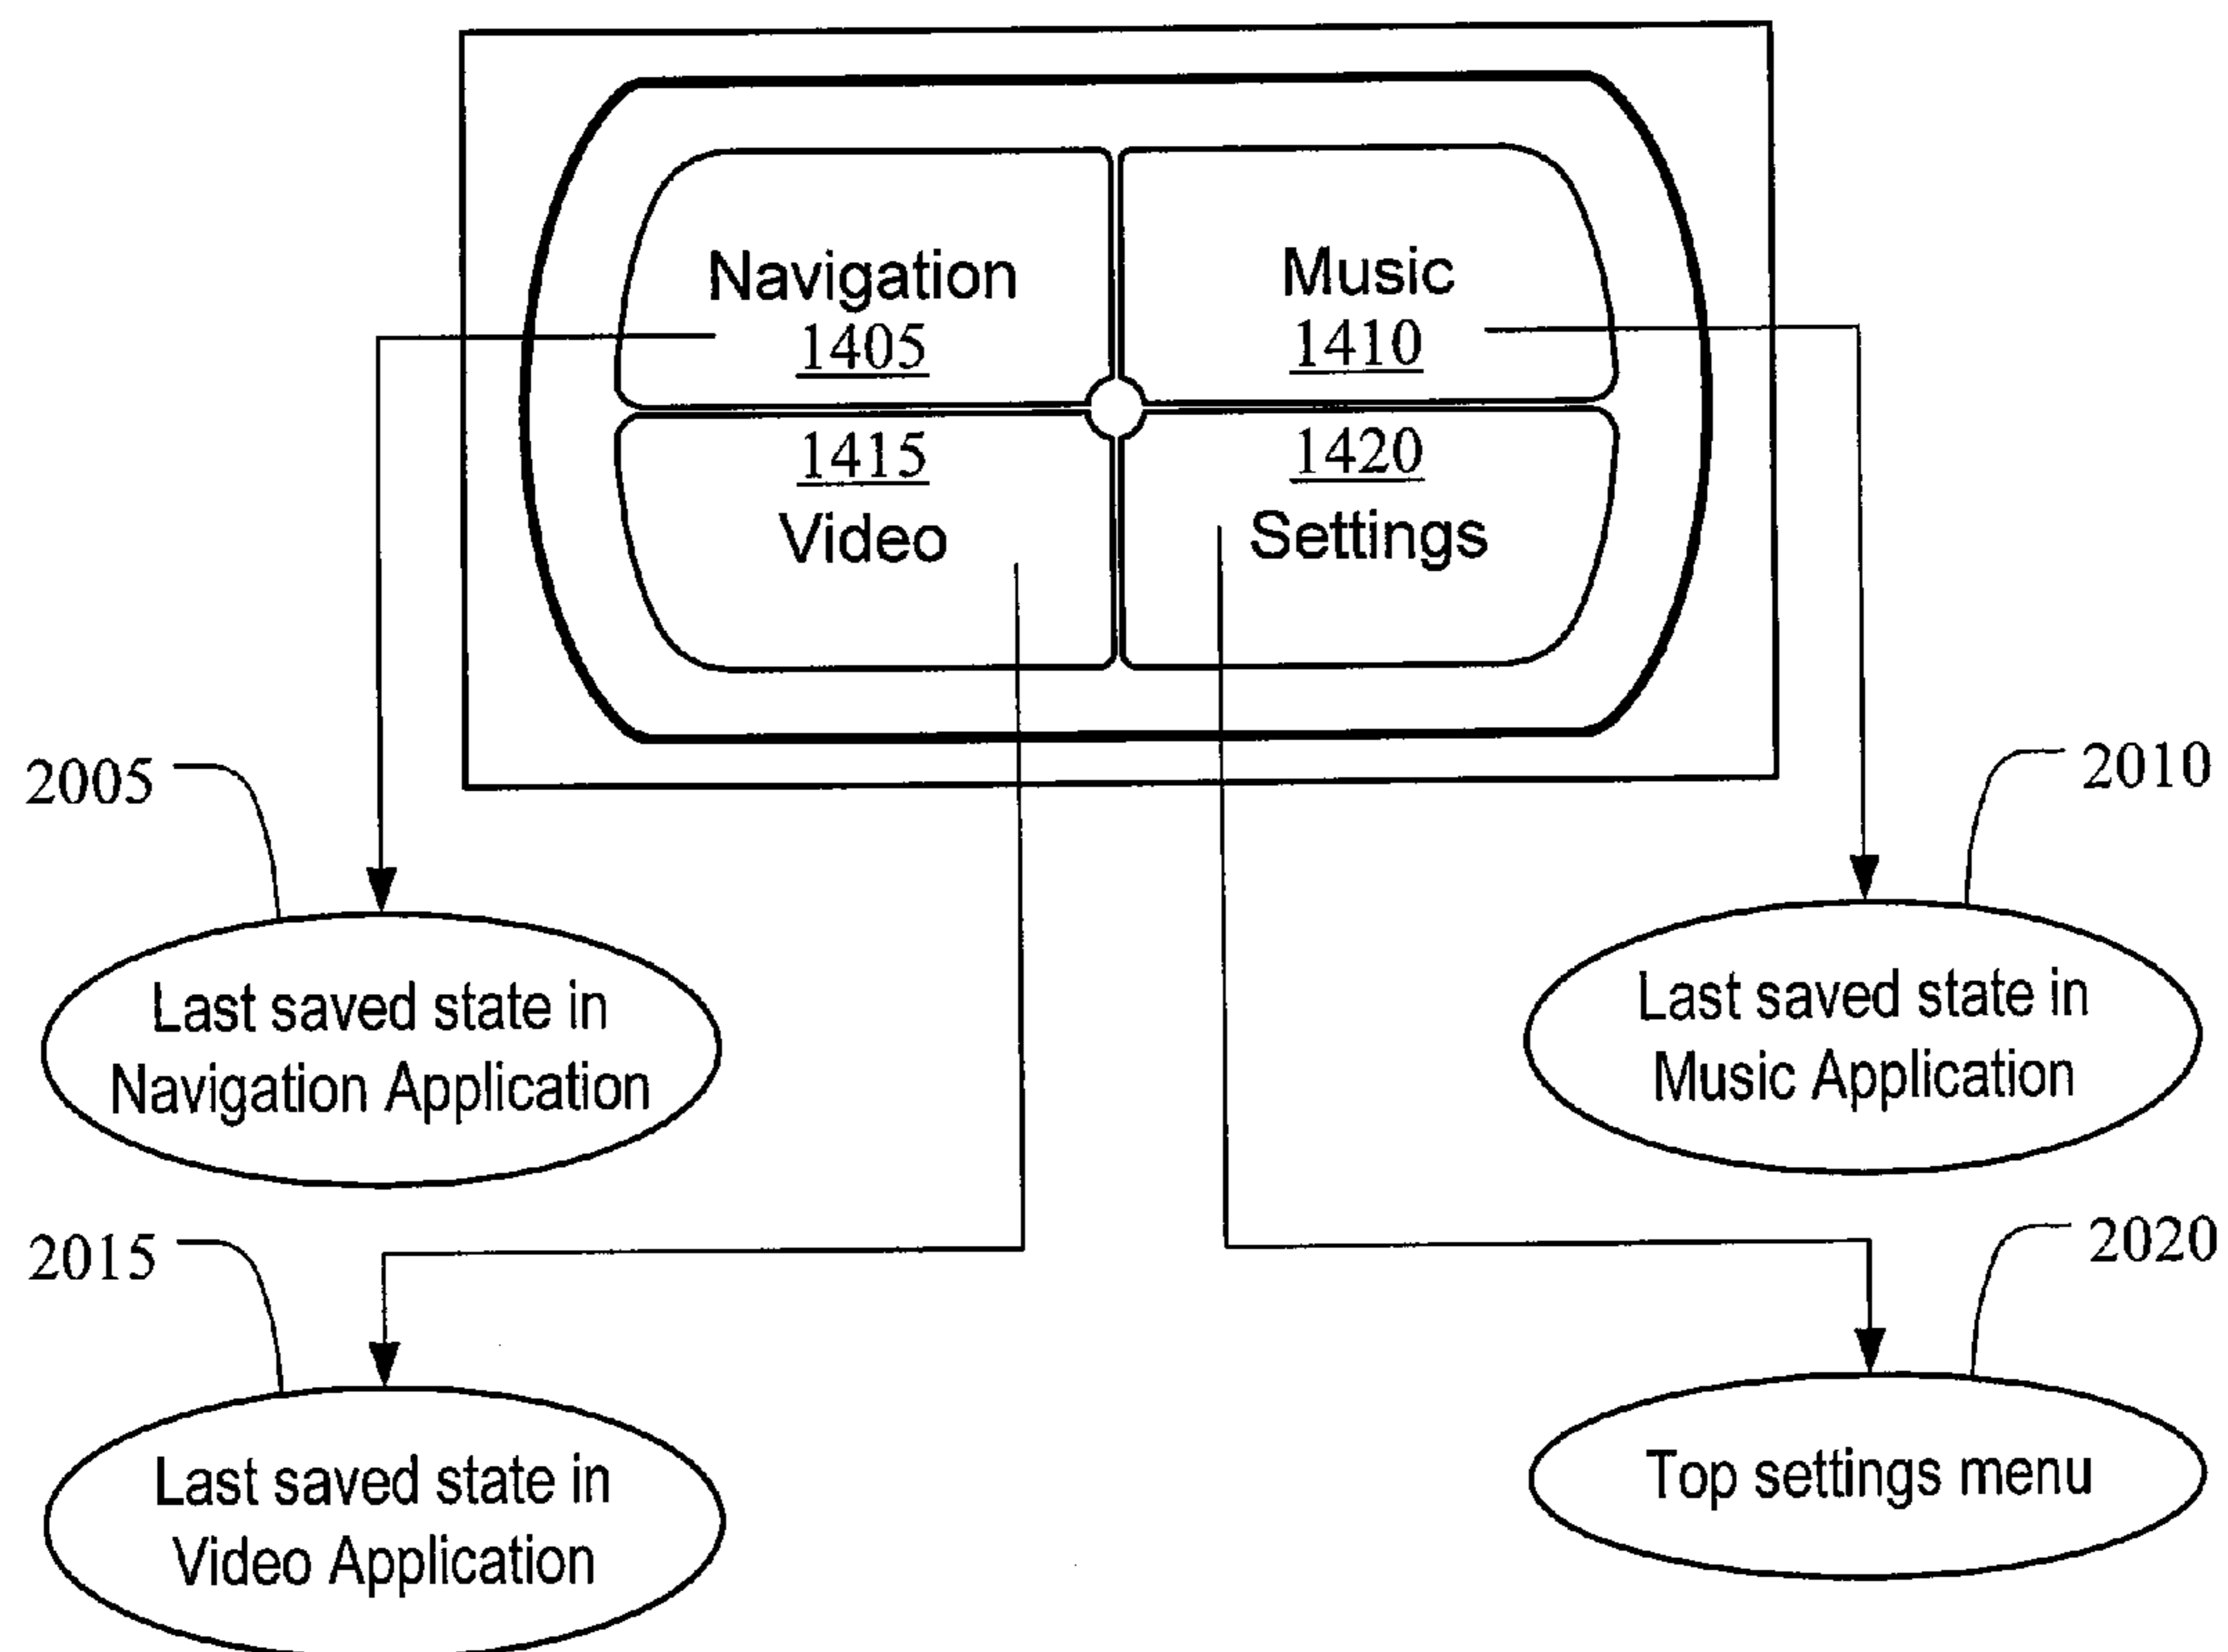 Navigation
1405
Music
1410
1415
Video
1420
Settings
2005
2010
Last saved state in
Navigation Application
Last saved state in
Music Application
2015
2020
Last saved state in
Video Application
Top settings menu